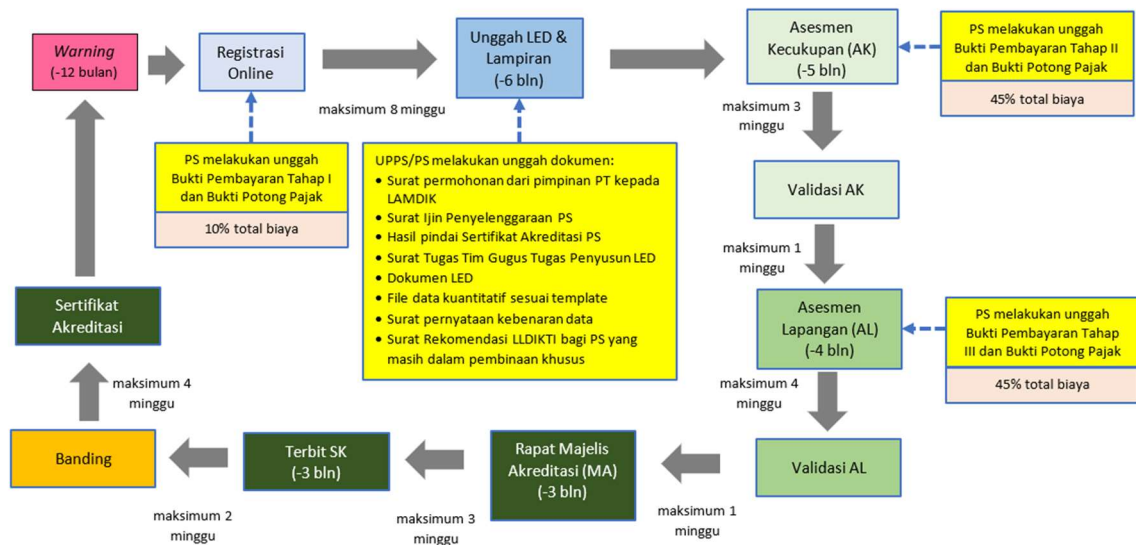 Warning
(-12 bulan)
Registrasi
Online
maksimum 8 minggu
Unggah LED &
Lampiran
(-6 bln)
Asesmen
Kecukupan (AK)
(-5 bln)
PS melakukan unggah
Bukti Pembayaran Tahap II
dan Bukti Potong Pajak
45% total biaya
PS melakukan unggah
Bukti Pembayaran Tahap I
dan Bukti Potong Pajak
10% total biaya
UPPS/PS melakukan unggah dokumen:
• Surat permohonan dari pimpinan PT kepada
LAMDIK
• Surat Ijin Penyelenggaraan PS
• Hasil pindai Sertifikat Akreditasi PS
• Surat Tugas Tim Gugus Tugas Penyusun LED
• Dokumen LED
• File data kuantitatif sesuai template
• Surat pernyataan kebenaran data
• Surat Rekomendasi LLDIKTI bagi PS yang
masih dalam pembinaan khusus
maksimum 3
minggu
Validasi AK
maksimum 1
minggu
Asesmen
Lapangan (AL)
(-4 bln)
PS melakukan unggah
Bukti Pembayaran Tahap
III dan Bukti Potong Pajak
45% total biaya
maksimum 4
minggu
Validasi AL
maksimum 1
minggu
Rapat Majelis
Akreditasi (MA)
(-3 bln)
maksimum 3
minggu
Terbit SK
(-3 bln)
maksimum 2
minggu
Banding
maksimum 4
minggu
Sertifikat
Akreditasi